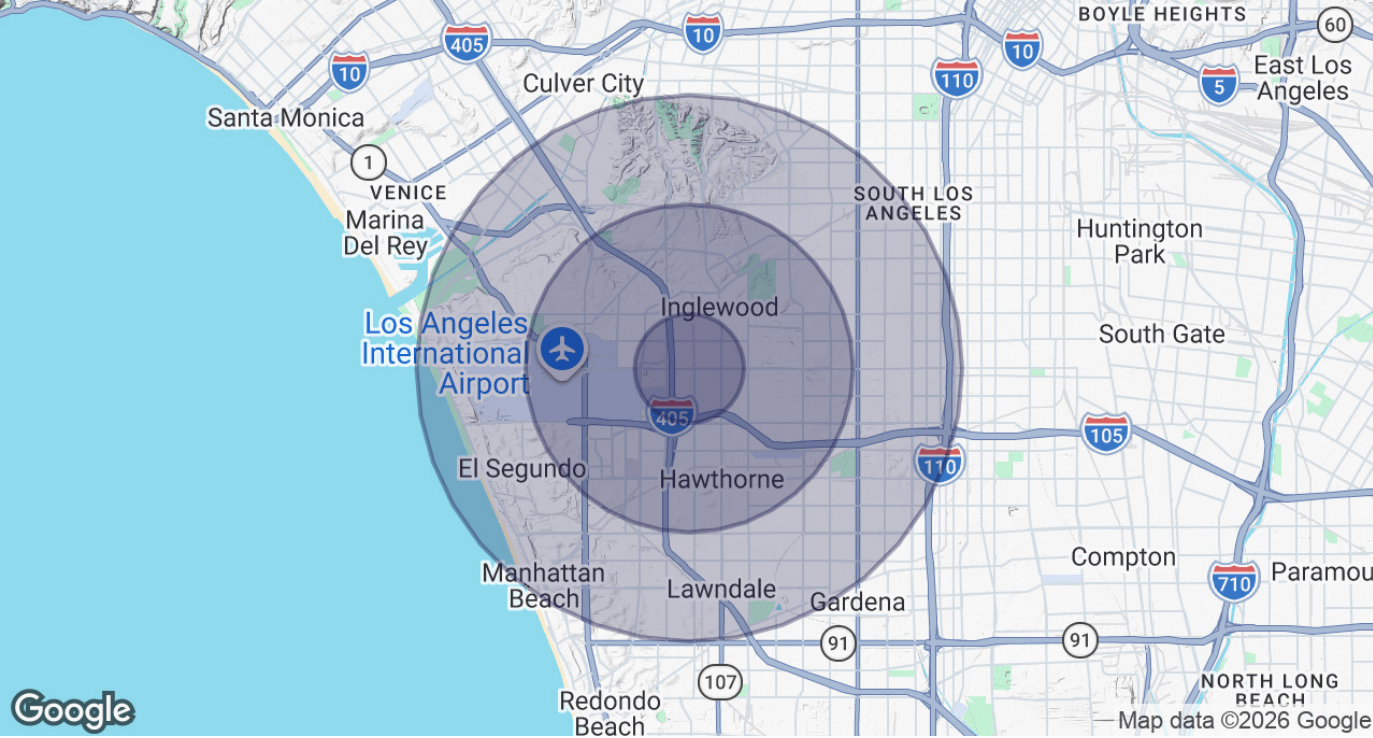 BOYLE HEIGHTS
60
10
405
10
10
110
5
East Los
Angeles
Culver City
Santa Monica
1
VENICE
Marina
Del Rey
SOUTH LOS
ANGELES
Huntington
Park
Inglewood
Los Angeles
International
Airport
South Gate
405
105
110
El Segundo
Hawthorne
Compton
710
Paramou
Manhattan
Beach
Lawndale
Gardena
91
91
107
NORTH LONG
BEACH
Redondo
Beach
Google
Map data ©2026 Google